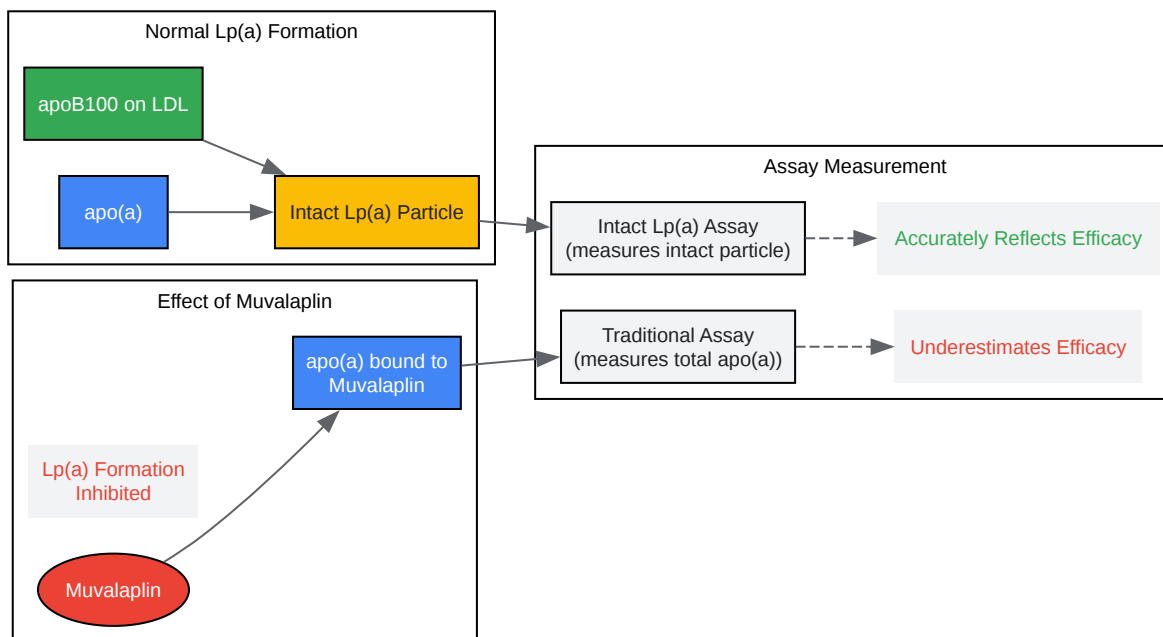 Normal Lp(a) Formation
apoB100 on LDL
apo(a)
Intact Lp(a) Particle
Effect of Muvalaplin
apo(a) bound to
Muvalaplin
Lp(a) Formation
Inhibited
Muvalaplin
Assay Measurement
Intact Lp(a) Assay
(measures intact particle)
Accurately Reflects Efficacy
Traditional Assay
(measures total apo(a))
Underestimates Efficacy